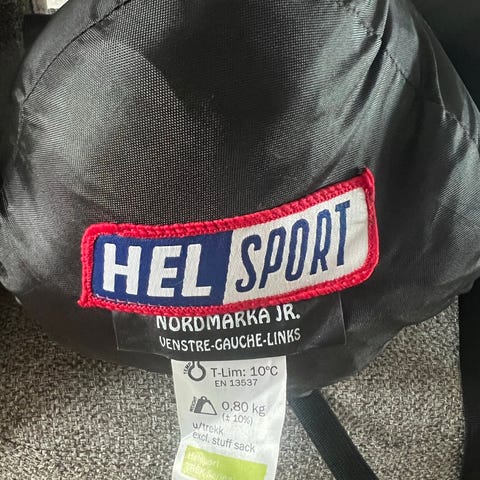 HEL SPORT
NORDMARKA JR.
VENSTRE-GAUCHE-LINKS
T-Lim: 10°C
EN 13537
0,80 kg
(± 10%)
u/trekk
excl. stuff sack